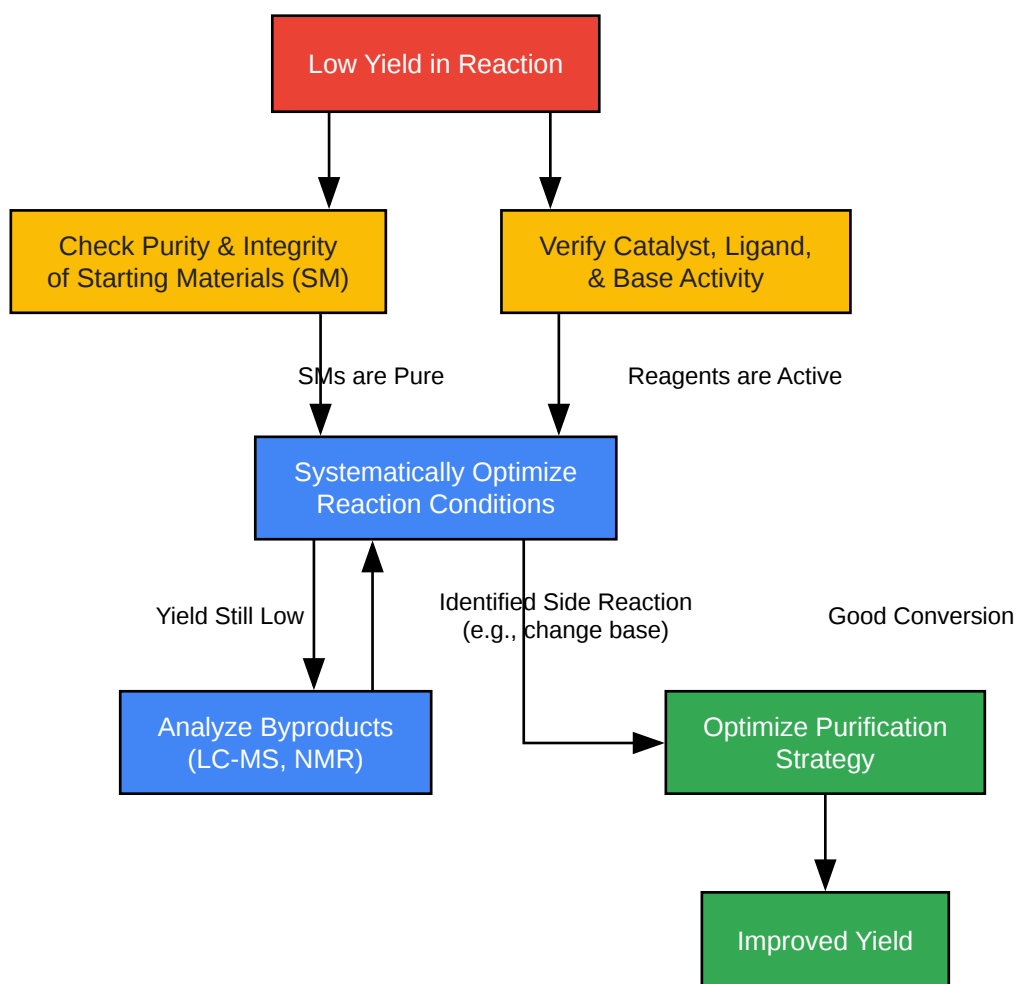 Low Yield in Reaction
Check Purity & Integrity
of Starting Materials (SM)
Verify Catalyst, Ligand,
& Base Activity
SMs are Pure
Reagents are Active
Systematically Optimize
Reaction Conditions
Yield Still Low
Identified Side Reaction
(e.g., change base)
Good Conversion
Analyze Byproducts
(LC-MS, NMR)
Optimize Purification
Strategy
Improved Yield